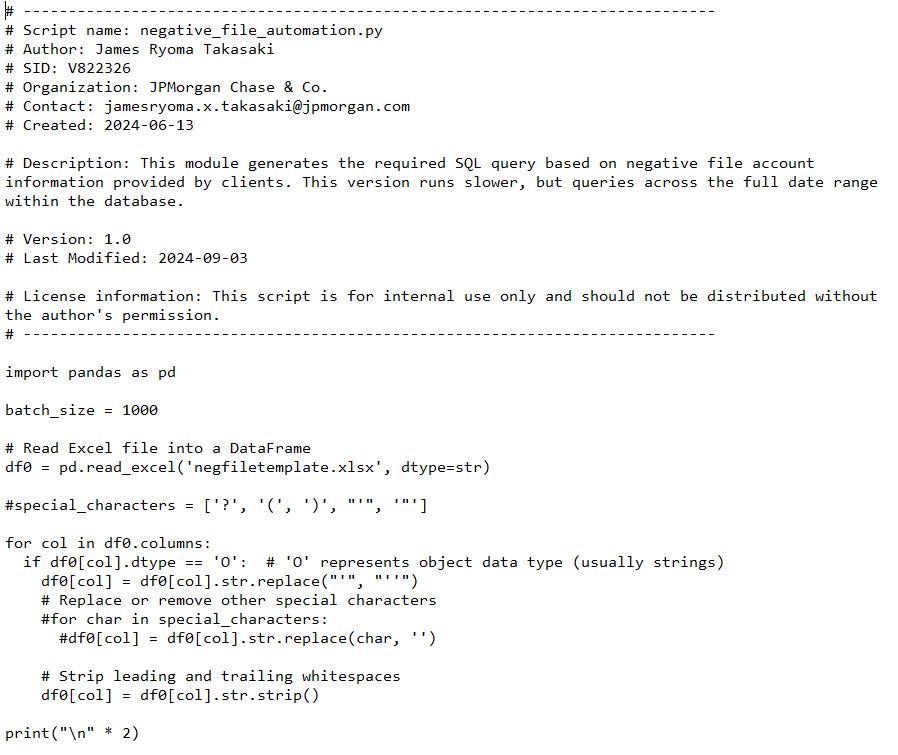 # -----------------------------------------------------------------------------
# Script name: negative_file_automation.py
# Author: James Ryoma Takasaki
# SID: V822326
# Organization: JPMorgan Chase & Co.
# Contact: jamesryoma.x.takasaki@jpmorgan.com
# Created: 2024-06-13

# Description: This module generates the required SQL query based on negative file account
information provided by clients. This version runs slower, but queries across the full date range
within the database.

# Version: 1.0
# Last Modified: 2024-09-03

# License information: This script is for internal use only and should not be distributed without
the author's permission.
# -----------------------------------------------------------------------------

import pandas as pd

batch_size = 1000

# Read Excel file into a DataFrame
df0 = pd.read_excel('negfiletemplate.xlsx', dtype=str)

#special_characters = ['?', '(', ')', "'", '"']

for col in df0.columns:
  if df0[col].dtype == 'O':  # 'O' represents object data type (usually strings)
    df0[col] = df0[col].str.replace("'", "''")
    # Replace or remove other special characters
    #for char in special_characters:
      #df0[col] = df0[col].str.replace(char, '')

    # Strip leading and trailing whitespaces
    df0[col] = df0[col].str.strip()

print("\n" * 2)